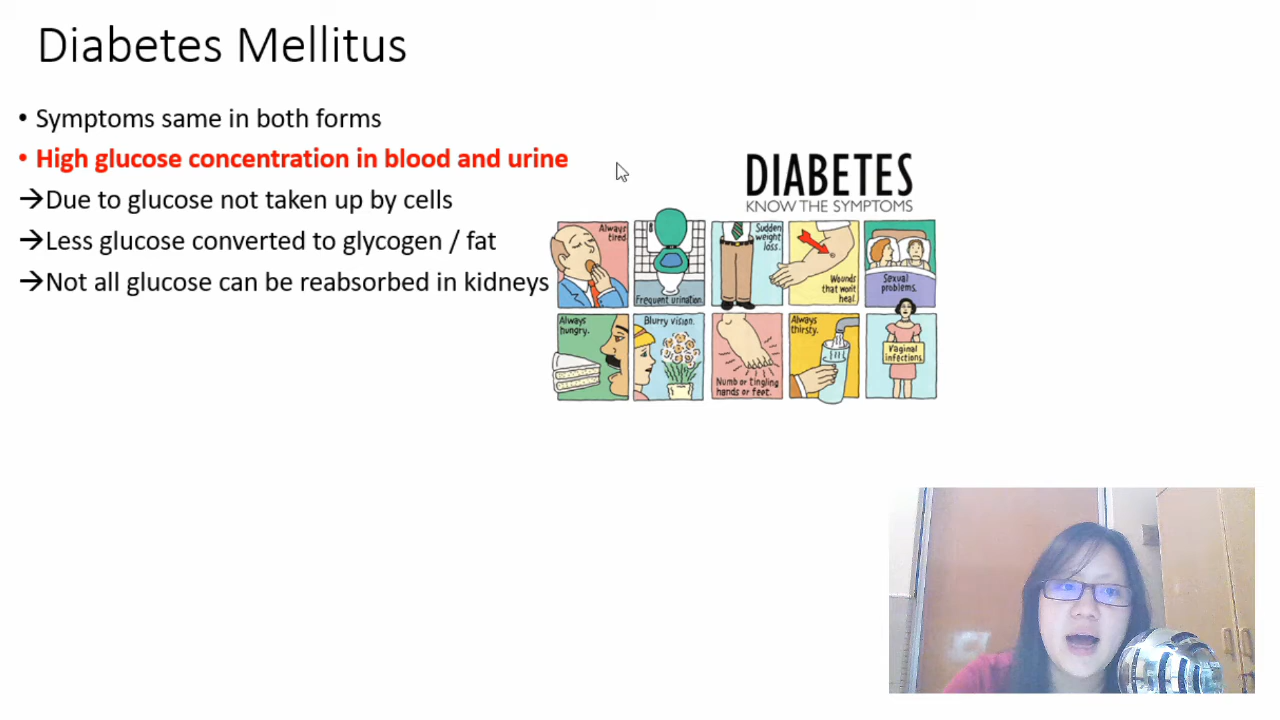 Diabetes Mellitus
• Symptoms same in both forms
• High glucose concentration in blood and urine
→Due to glucose not taken up by cells
→Less glucose converted to glycogen / fat
→Not all glucose can be reabsorbed in kidneys
DIABETES
KNOW THE SYMPTOMS
Always
tired.
Frequent urination.
Sudden
weight
loss.
Wounds
that won't
heal.
Sexual
problems.
Always
hungry.
Blurry vision.
Numb or tingling
hands or feet.
Always
thirsty.
Vaginal
infections.